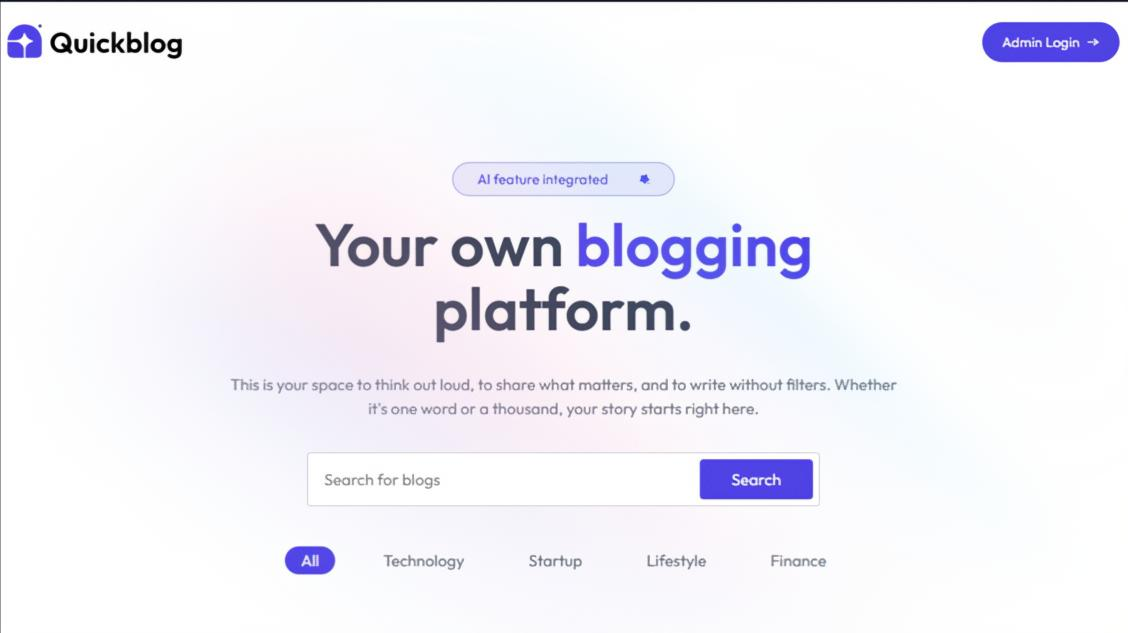 Quickblog
Admin Login →
AI feature integrated
Your own blogging
platform.
This is your space to think out loud, to share what matters, and to write without filters. Whether
it's one word or a thousand, your story starts right here.
Search for blogs
Search
All
Technology
Startup
Lifestyle
Finance